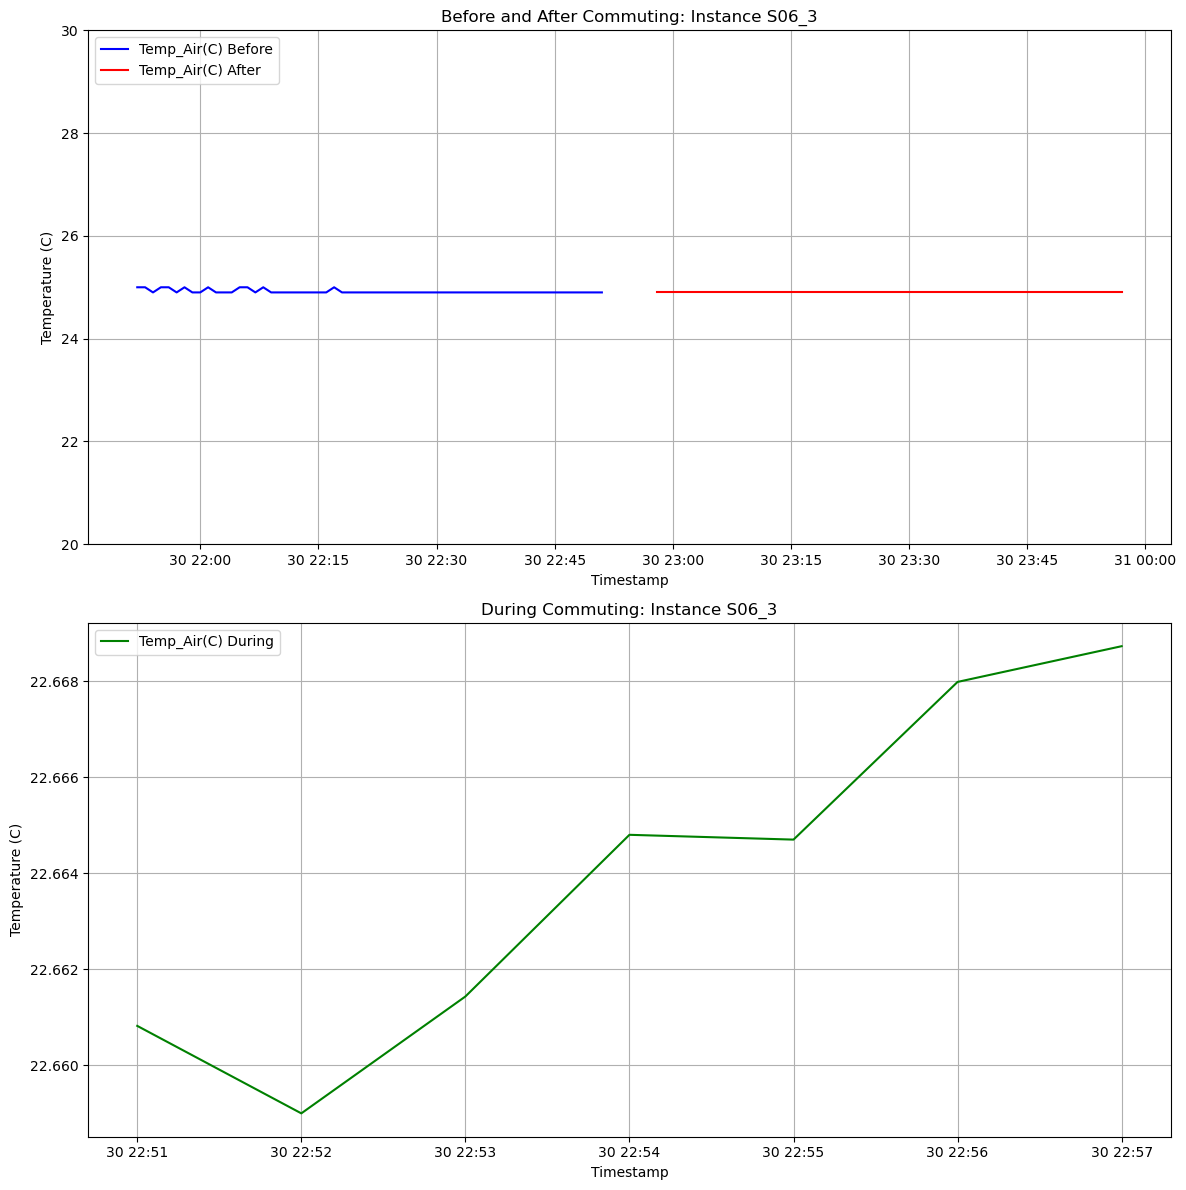 Before and After Commuting: Instance S06_3
Temp_Air(C) Before
Temp_Air(C) After
Temperature (C)
30
28
26
24
22
20
30 22:00 30 22:15 30 22:30 30 22:45 30 23:00 30 23:15 30 23:30 30 23:45 31 00:00
Timestamp
During Commuting: Instance S06_3
Temp_Air(C) During
Temperature (C)
22.668
22.666
22.664
22.662
22.660
30 22:51 30 22:52 30 22:53 30 22:54 30 22:55 30 22:56 30 22:57
Timestamp